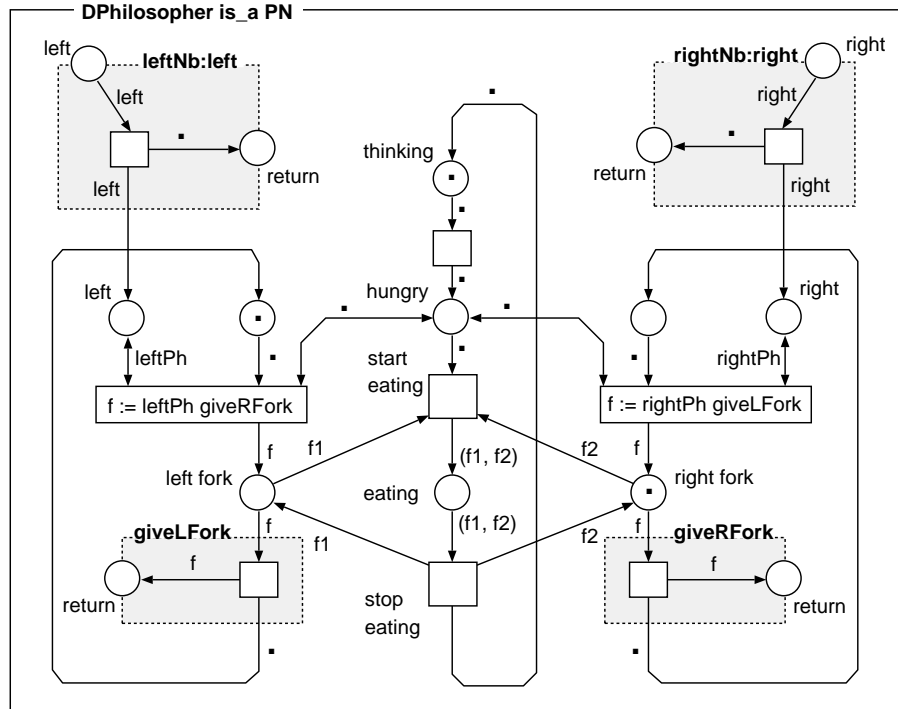 DPhilosopher is_a PN
left
leftNb:left
rightNb:right
right
left
right
thinking
return
return
left
right
left
hungry
right
leftPh
start
eating
rightPh
f := leftPh giveRFork
f := rightPh giveLFork
f
f1
(f1, f2)
f2
f
left fork
eating
right fork
f
(f1, f2)
f
giveLFork
f1
f2
giveRFork
f
f
return
stop
eating
return